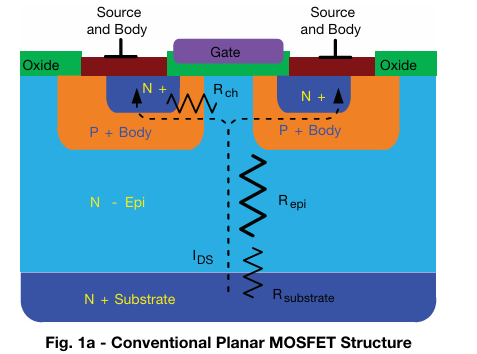 Source
and Body
Source
and Body
Gate
Oxide
Oxide
N +
Rch
N +
P + Body
P + Body
N - Epi
Repi
IDS
N + Substrate
Rsubstrate
Fig. 1a - Conventional Planar MOSFET Structure